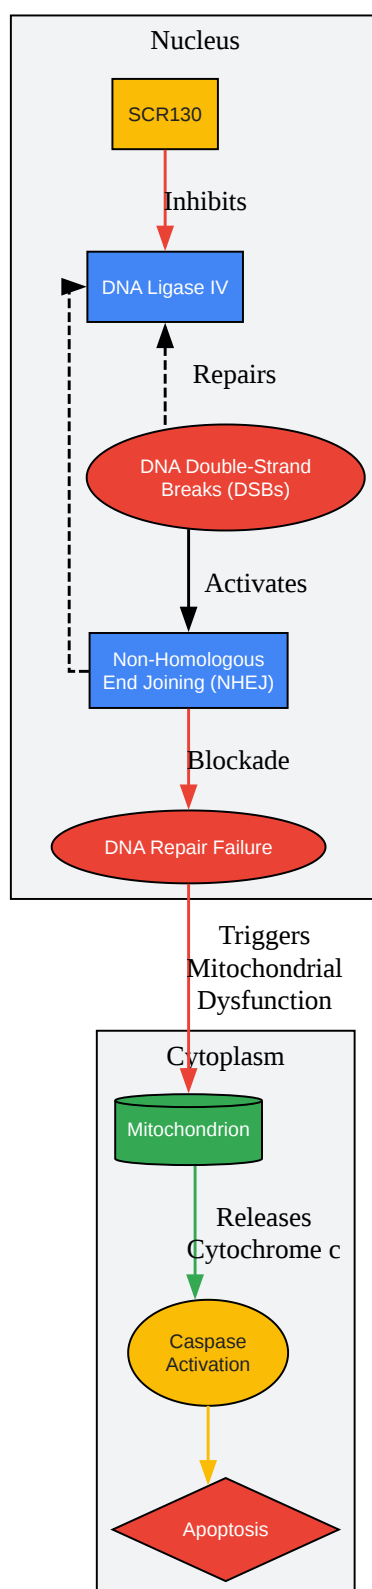 Nucleus
SCR130
Inhibits
DNA Ligase IV
Repairs
DNA Double-Strand
Breaks (DSBs)
Activates
Non-Homologous
End Joining (NHEJ)
Blockade
DNA Repair Failure
Triggers
Mitochondrial
Dysfunction
Cytoplasm
Mitochondrion
Releases
Cytochrome c
Caspase
Activation
Apoptosis